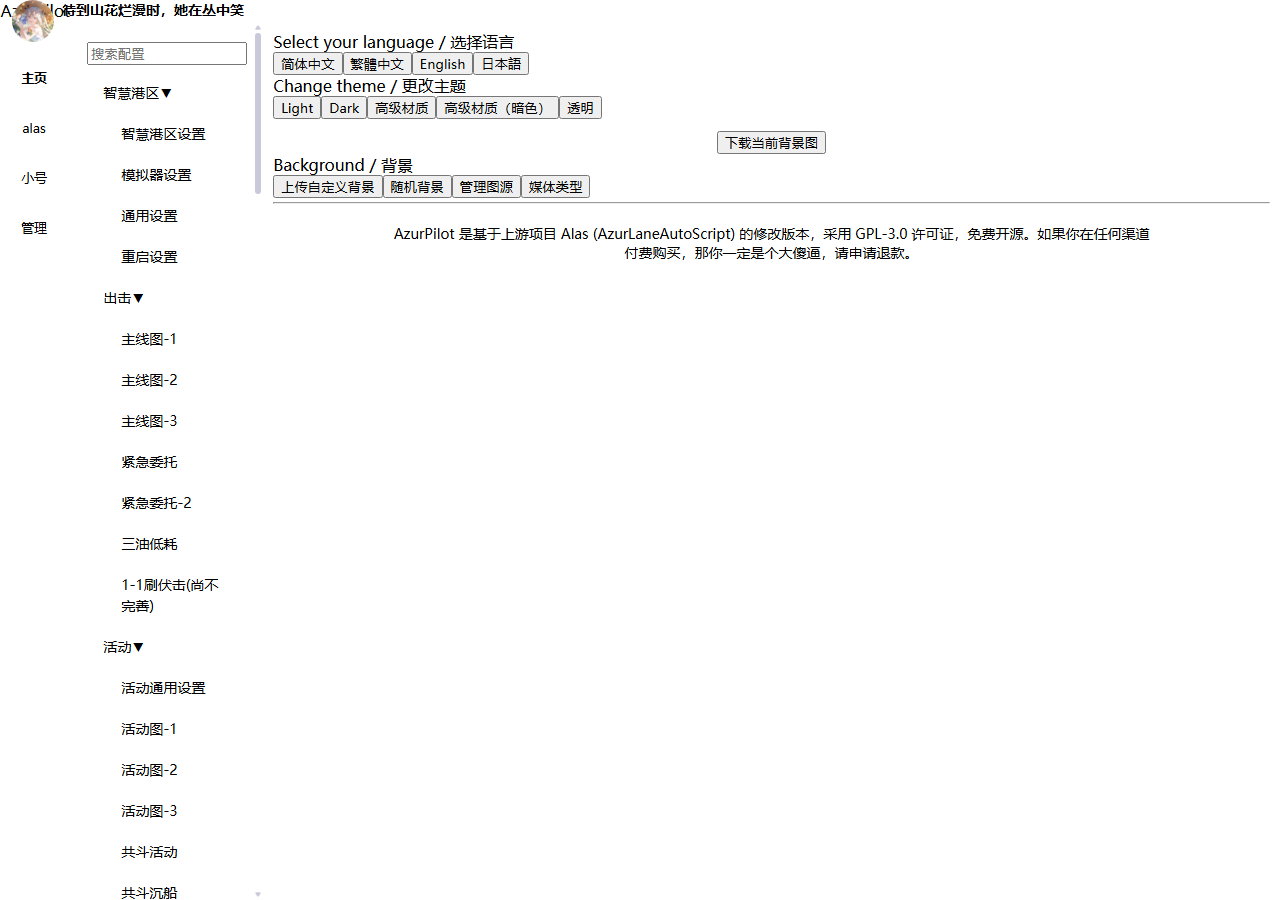 待到山花烂漫时，她在丛中笑
主页
alas
小号
管理
搜索配置
智慧港区▼
智慧港区设置
模拟器设置
通用设置
重启设置
出击▼
主线图-1
主线图-2
主线图-3
紧急委托
紧急委托-2
三油低耗
1-1刷伏击(尚不
完善)
活动▼
活动通用设置
活动图-1
活动图-2
活动图-3
共斗活动
共斗沉船
Select your language / 选择语言
简体中文 繁體中文 English 日本語
Change theme / 更改主题
Light Dark 高级材质 高级材质（暗色） 透明
下载当前背景图
Background / 背景
上传自定义背景 随机背景 管理图源 媒体类型
AzurPilot 是基于上游项目 Alas (AzurLaneAutoScript) 的修改版本，采用 GPL-3.0 许可证，免费开源。如果你在任何渠道
付费购买，那你一定是个大傻逼，请申请退款。